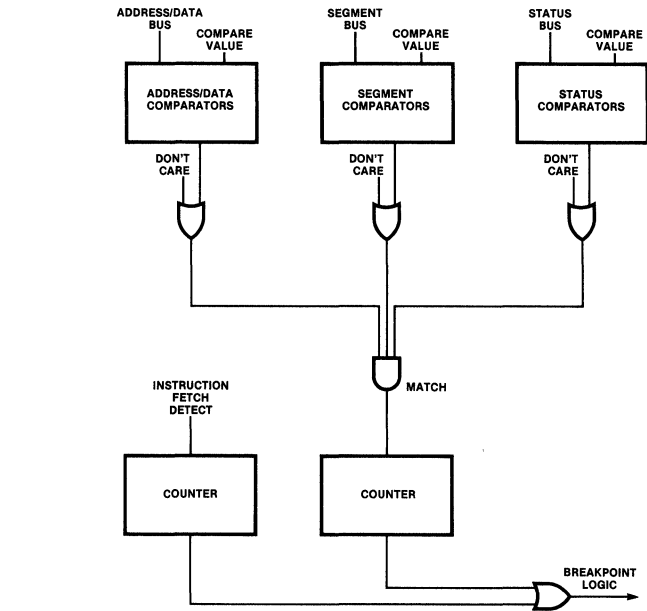 ADDRESS/DATA
BUS
COMPARE
VALUE
SEGMENT
BUS
COMPARE
VALUE
STATUS
BUS
COMPARE
VALUE
ADDRESS/DATA
COMPARATORS
SEGMENT
COMPARATORS
STATUS
COMPARATORS
DON'T
CARE
DON'T
CARE
DON'T
CARE
MATCH
INSTRUCTION
FETCH
DETECT
COUNTER
COUNTER
BREAKPOINT
LOGIC